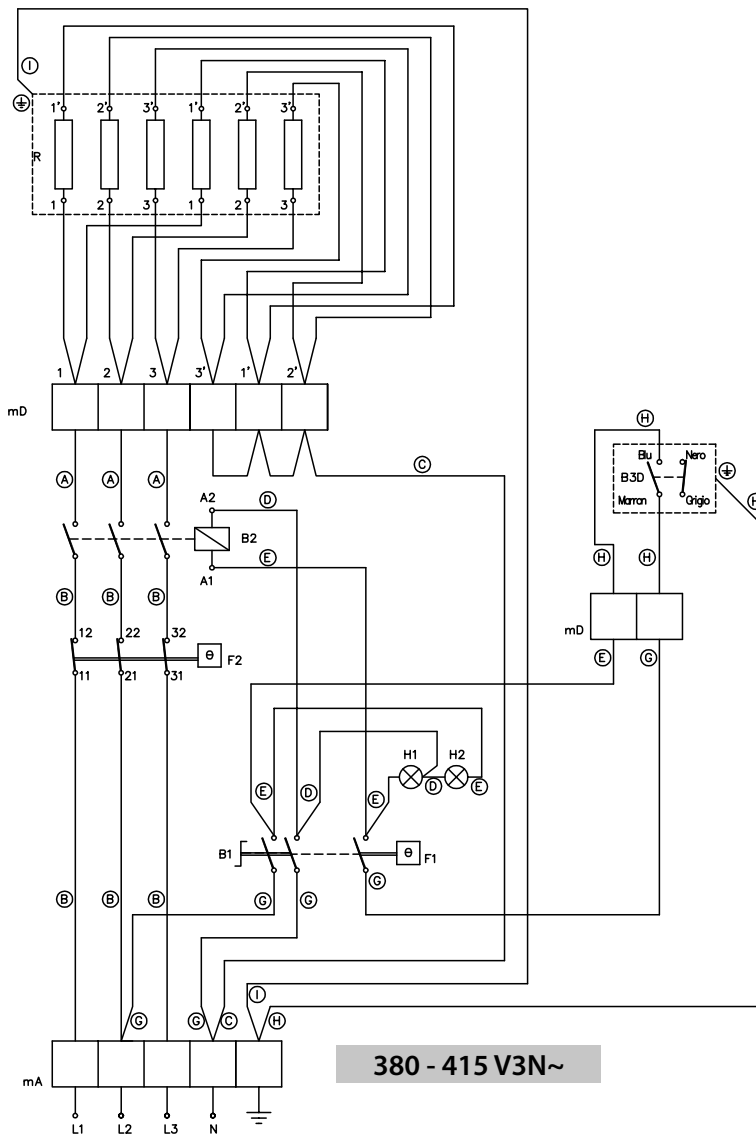 I
1' 2' 3' 1' 2' 3'
R
1 2 3 1 2 3
1 2 3 3' 1' 2'
mD
H
C
Blu Nero
B3D
Marron Grigio
H
A A A
A2 D
B2
E
A1
H H
B B B
12 22 32
mD
θ F2
11 21 31
E G
H1 H2
E D E D E
B1
θ F1
G
B B B G G
I
G G C H
mA
380 - 415 V3N~
L1 L2 L3 N